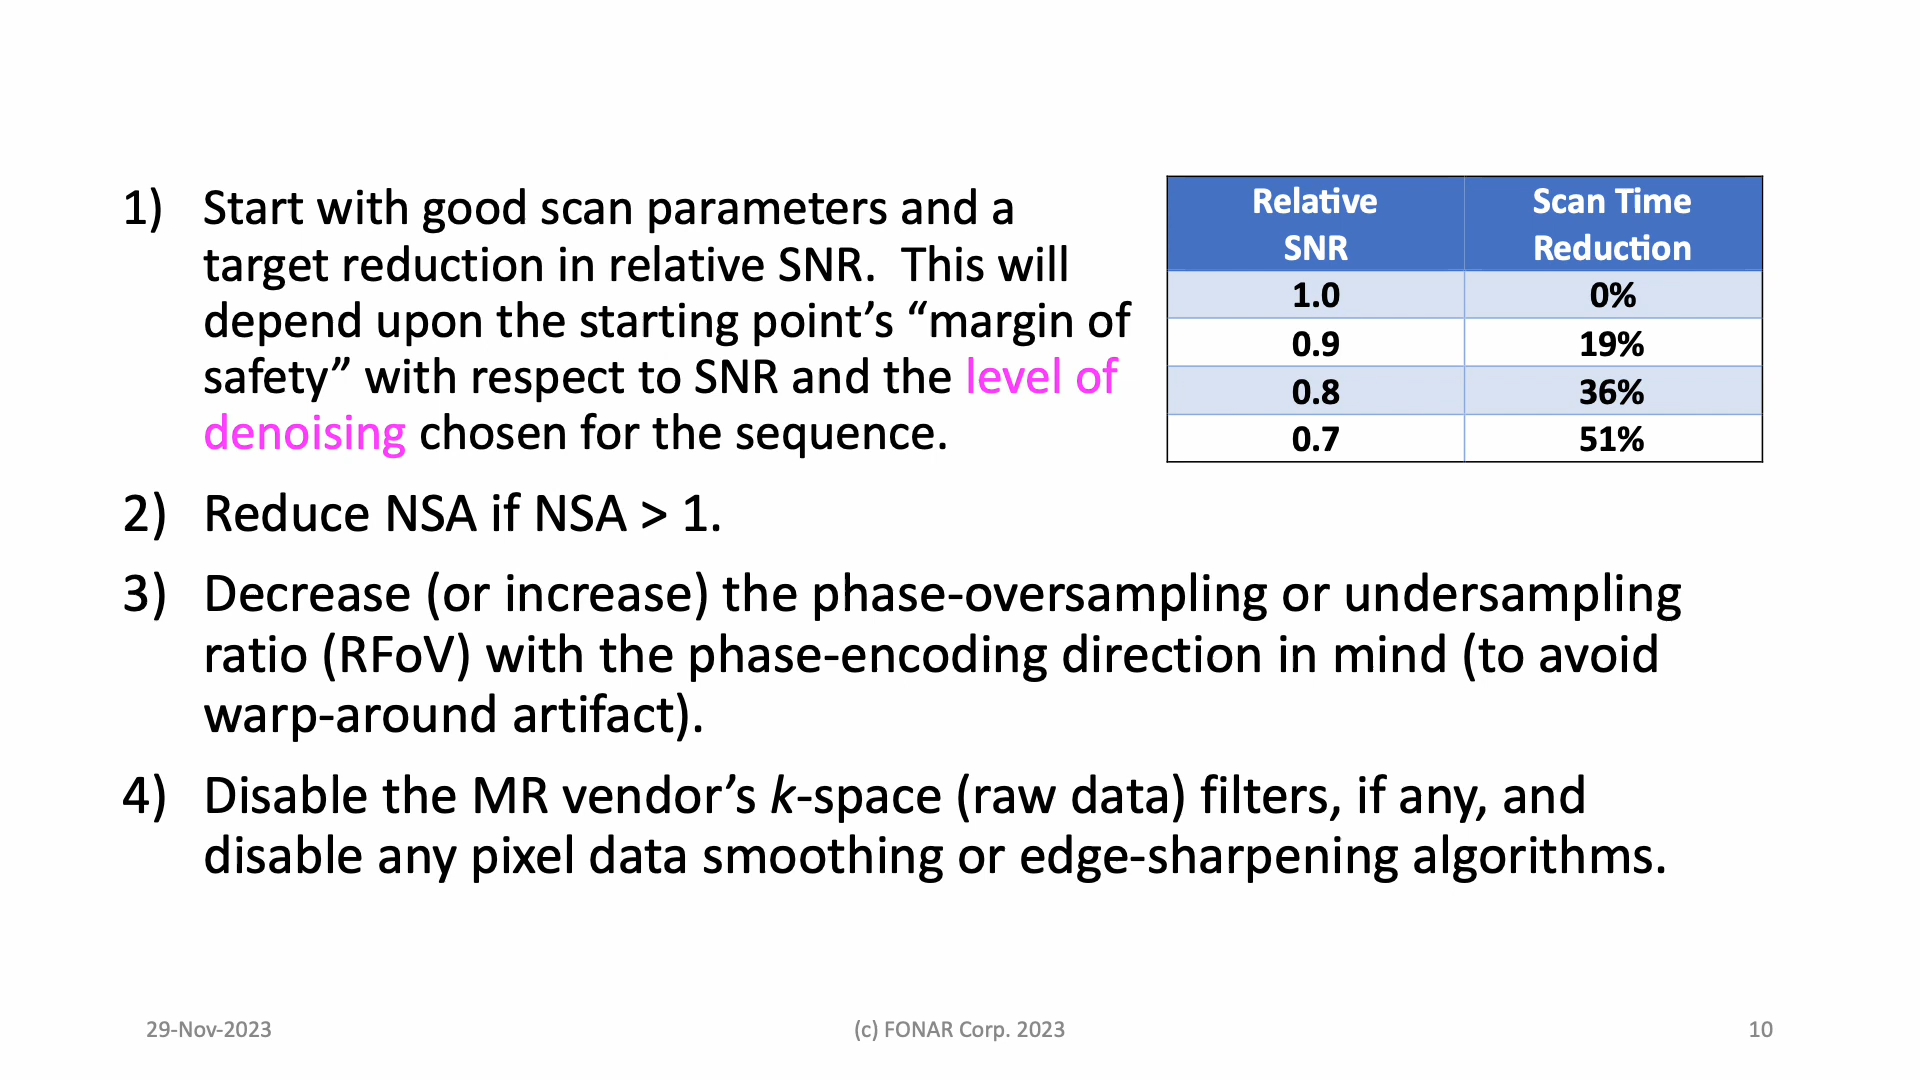 1) Start with good scan parameters and a
target reduction in relative SNR.  This will
depend upon the starting point’s “margin of
safety” with respect to SNR and the level of
denoising chosen for the sequence.
Relative SNR Scan Time Reduction
1.0 0%
0.9 19%
0.8 36%
0.7 51%
2) Reduce NSA if NSA > 1.
3) Decrease (or increase) the phase-oversampling or undersampling
ratio (RFoV) with the phase-encoding direction in mind (to avoid
warp-around artifact).
4) Disable the MR vendor’s k-space (raw data) filters, if any, and
disable any pixel data smoothing or edge-sharpening algorithms.
29-Nov-2023 (c) FONAR Corp. 2023 10